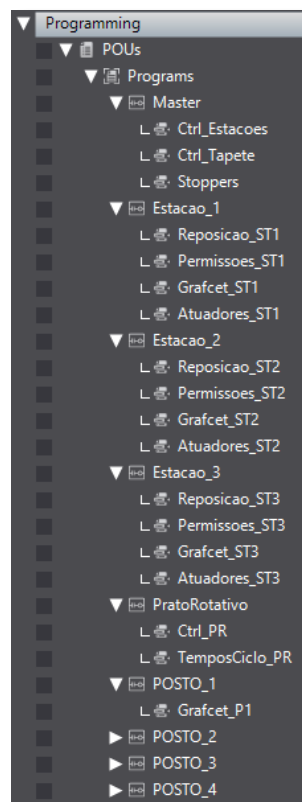 Programming
POUs
Programs
Master
Ctrl_Estacoes
Ctrl_Tapete
Stoppers
Estacao_1
Reposicao_ST1
Permissoes_ST1
Grafcet_ST1
Atuadores_ST1
Estacao_2
Reposicao_ST2
Permissoes_ST2
Grafcet_ST2
Atuadores_ST2
Estacao_3
Reposicao_ST3
Permissoes_ST3
Grafcet_ST3
Atuadores_ST3
PratoRotativo
Ctrl_PR
TemposCiclo_PR
POSTO_1
Grafcet_P1
POSTO_2
POSTO_3
POSTO_4